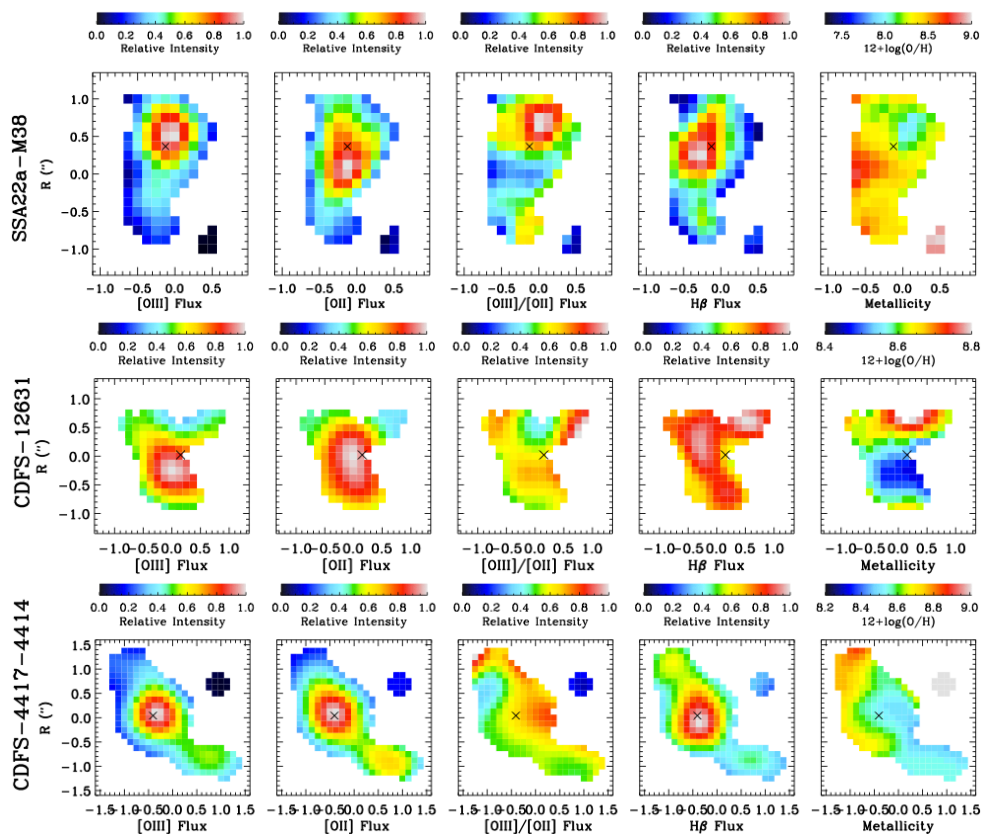 0.0 0.2 0.4 0.6 0.8 1.0 0.0 0.2 0.4 0.6 0.8 1.0 0.0 0.2 0.4 0.6 0.8 1.0 0.0 0.2 0.4 0.6 0.8 1.0 7.5 8.0 8.5 9.0
Relative Intensity Relative Intensity Relative Intensity Relative Intensity 12+log(O/H)
SSA22a-M38
R (")
1.0
0.5
0.0
-0.5
-1.0
-1.0 -0.5 0.0 0.5 -1.0 -0.5 0.0 0.5 -1.0 -0.5 0.0 0.5 -1.0 -0.5 0.0 0.5 -1.0 -0.5 0.0 0.5
[OIII] Flux [OII] Flux [OIII]/[OII] Flux Hβ Flux Metallicity
0.0 0.2 0.4 0.6 0.8 1.0 0.0 0.2 0.4 0.6 0.8 1.0 0.0 0.2 0.4 0.6 0.8 1.0 0.0 0.2 0.4 0.6 0.8 1.0 8.4 8.6 8.8
Relative Intensity Relative Intensity Relative Intensity Relative Intensity 12+log(O/H)
CDFS-12631
R (")
1.0
0.5
0.0
-0.5
-1.0
-1.0-0.50.0 0.5 1.0 -1.0-0.50.0 0.5 1.0 -1.0-0.50.0 0.5 1.0 -1.0-0.50.0 0.5 1.0 -1.0-0.50.0 0.5 1.0
[OIII] Flux [OII] Flux [OIII]/[OII] Flux Hβ Flux Metallicity
0.0 0.2 0.4 0.6 0.8 1.0 0.0 0.2 0.4 0.6 0.8 1.0 0.0 0.2 0.4 0.6 0.8 1.0 0.0 0.2 0.4 0.6 0.8 1.0 8.2 8.4 8.6 8.8 9.0
Relative Intensity Relative Intensity Relative Intensity Relative Intensity 12+log(O/H)
CDFS-4417-4414
R (")
1.5
1.0
0.5
0.0
-0.5
-1.0
-1.5
-1.5-1.0-0.50.0 0.5 1.0 1.5 -1.5-1.0-0.50.0 0.5 1.0 1.5 -1.5-1.0-0.50.0 0.5 1.0 1.5 -1.5-1.0-0.50.0 0.5 1.0 1.5 -1.5-1.0-0.50.0 0.5 1.0 1.5
[OIII] Flux [OII] Flux [OIII]/[OII] Flux Hβ Flux Metallicity